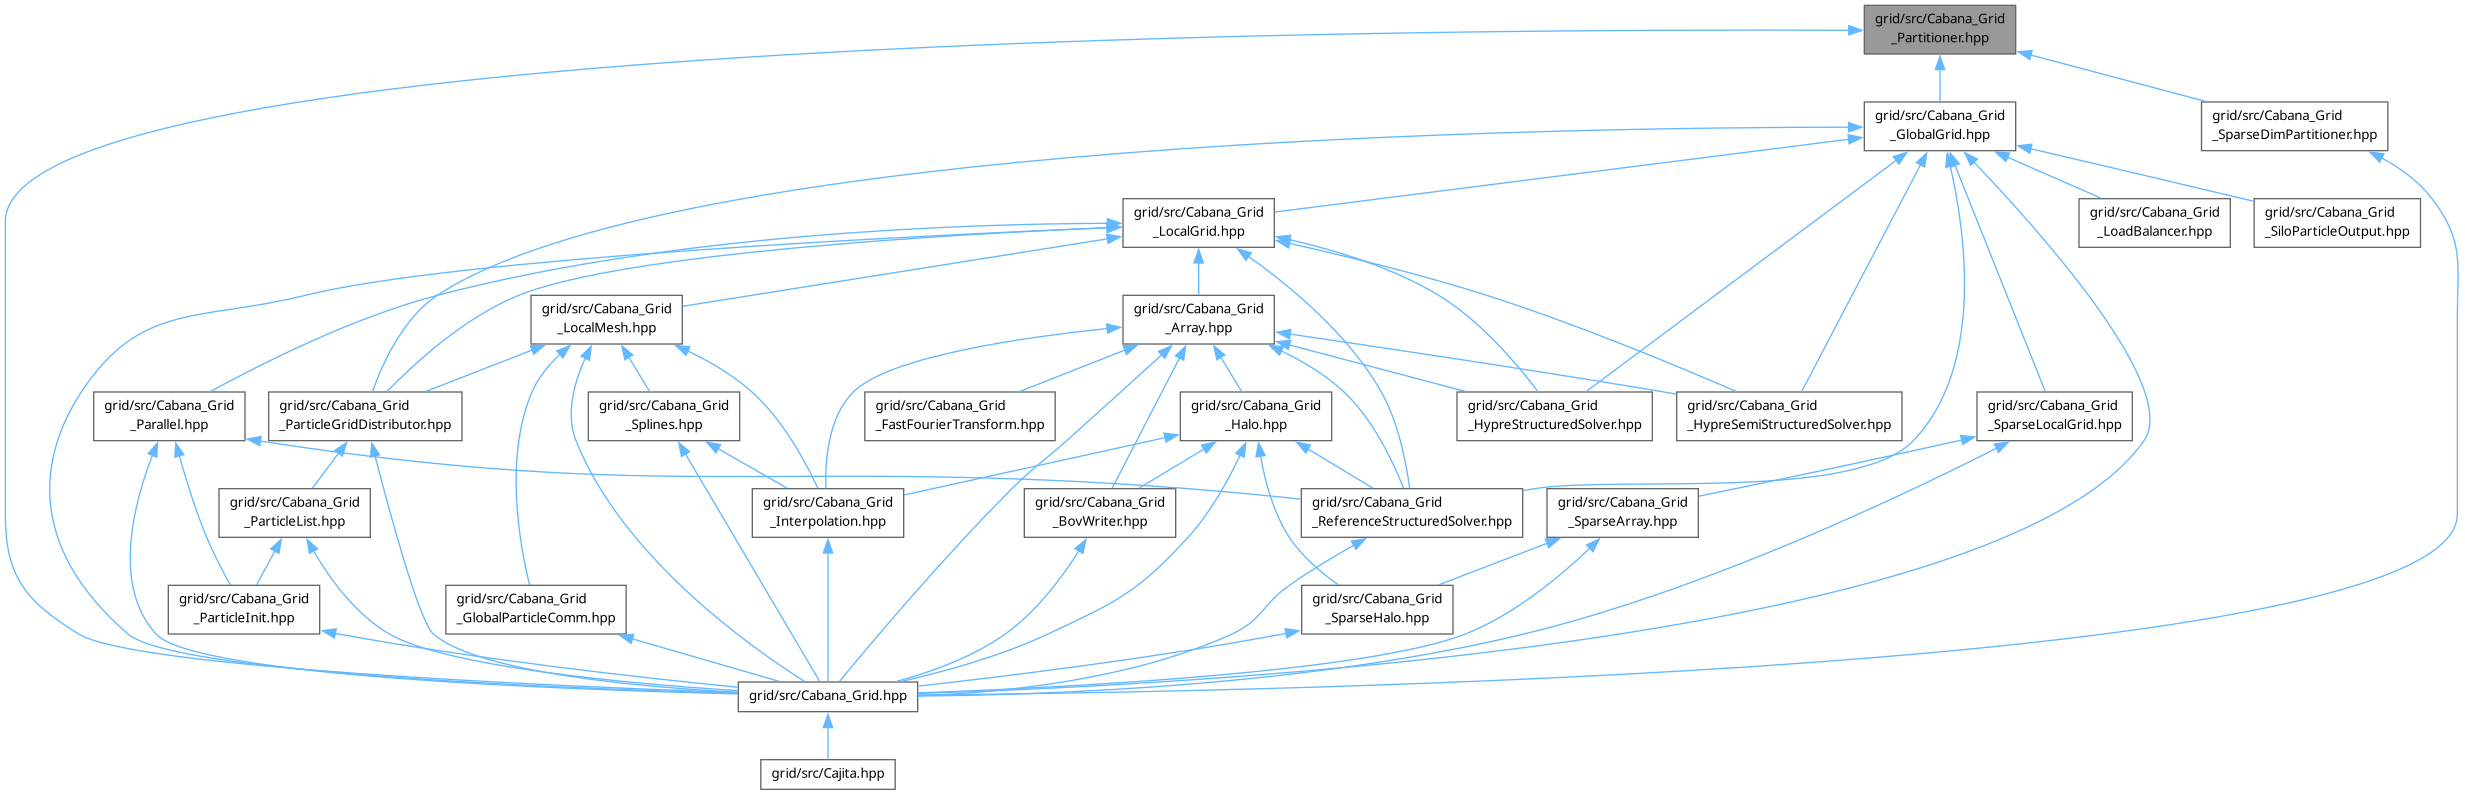 grid/src/Cabana_Grid
_Partitioner.hpp
grid/src/Cabana_Grid
_GlobalGrid.hpp
grid/src/Cabana_Grid
_SparseDimPartitioner.hpp
grid/src/Cabana_Grid
_LocalGrid.hpp
grid/src/Cabana_Grid
_LoadBalancer.hpp
grid/src/Cabana_Grid
_SiloParticleOutput.hpp
grid/src/Cabana_Grid
_LocalMesh.hpp
grid/src/Cabana_Grid
_Array.hpp
grid/src/Cabana_Grid
_Parallel.hpp
grid/src/Cabana_Grid
_ParticleGridDistributor.hpp
grid/src/Cabana_Grid
_Splines.hpp
grid/src/Cabana_Grid
_FastFourierTransform.hpp
grid/src/Cabana_Grid
_Halo.hpp
grid/src/Cabana_Grid
_HypreStructuredSolver.hpp
grid/src/Cabana_Grid
_HypreSemiStructuredSolver.hpp
grid/src/Cabana_Grid
_SparseLocalGrid.hpp
grid/src/Cabana_Grid
_ParticleList.hpp
grid/src/Cabana_Grid
_Interpolation.hpp
grid/src/Cabana_Grid
_BovWriter.hpp
grid/src/Cabana_Grid
_ReferenceStructuredSolver.hpp
grid/src/Cabana_Grid
_SparseArray.hpp
grid/src/Cabana_Grid
_ParticleInit.hpp
grid/src/Cabana_Grid
_GlobalParticleComm.hpp
grid/src/Cabana_Grid
_SparseHalo.hpp
grid/src/Cabana_Grid.hpp
grid/src/Cajita.hpp